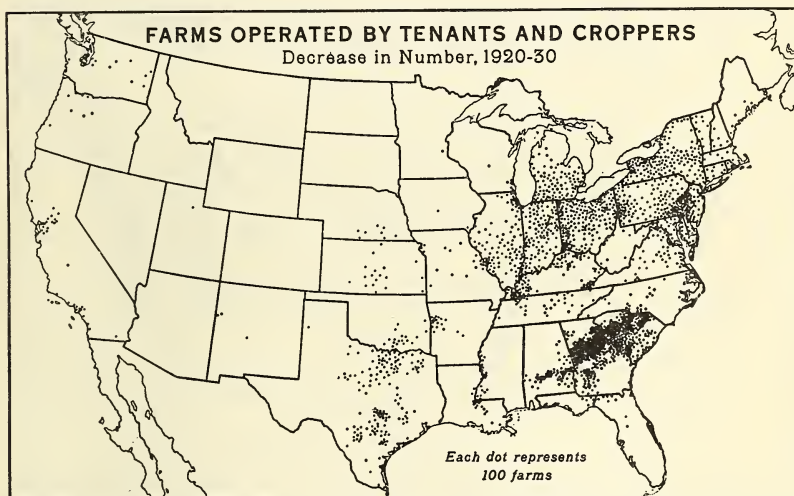 FARMS OPERATED BY TENANTS AND CROPPERS
Decrease in Number, 1920-30
Each dot represents
100 farms